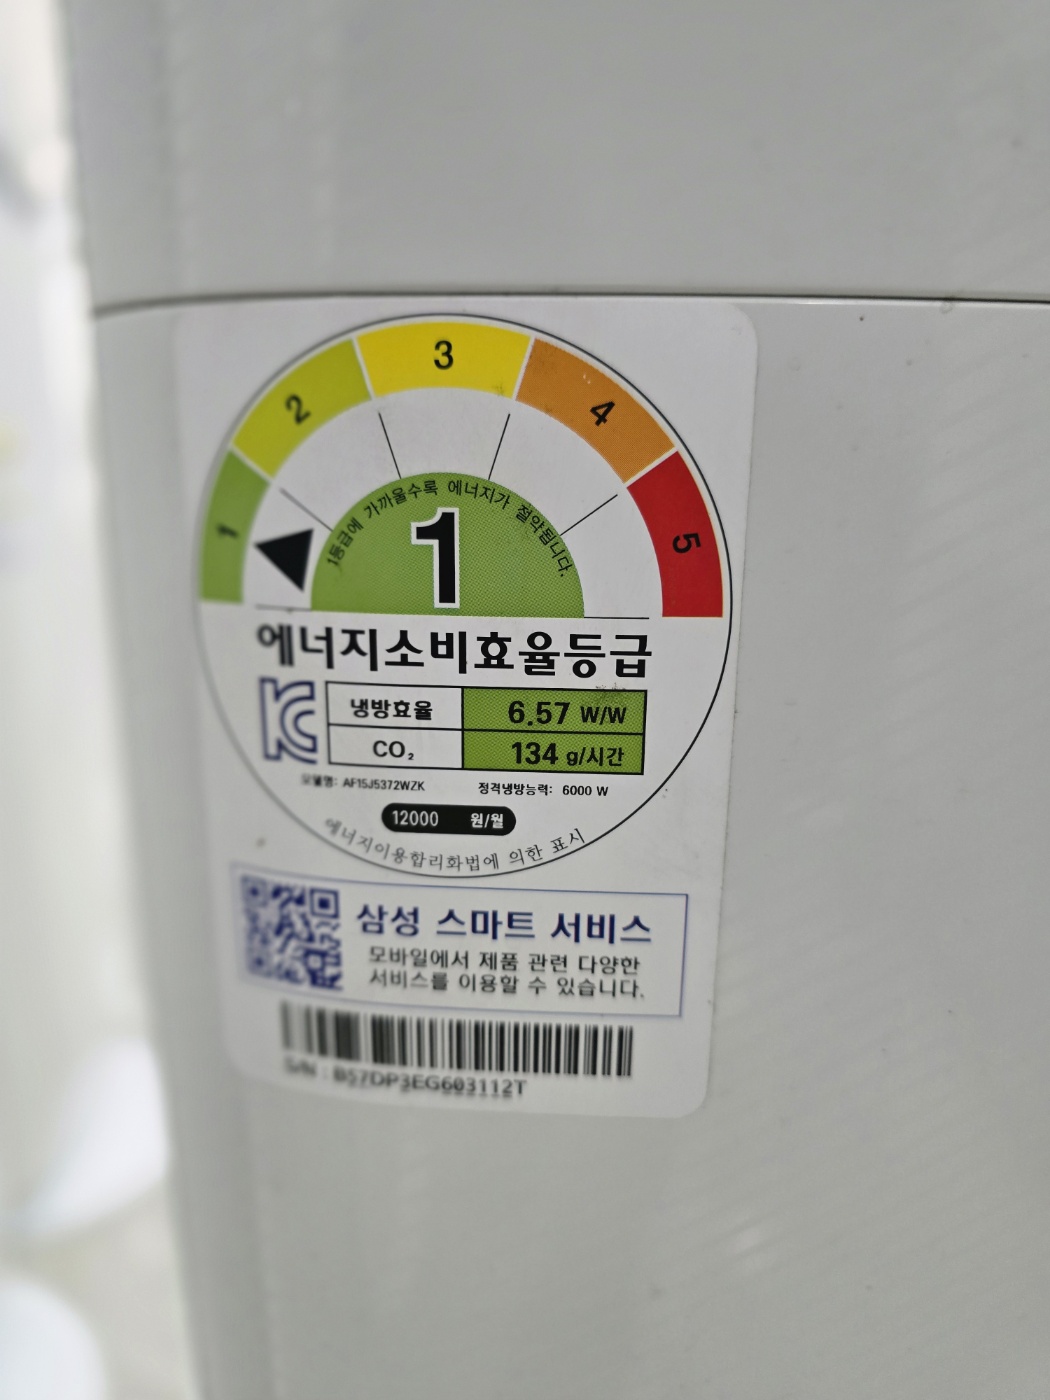 1 2 3 4 5
1등급에 가까울수록 에너지가 절약됩니다.
1
에너지소비효율등급
냉방효율 6.57 W/W
CO₂ 134 g/시간
모델명: AF15J5372WZK 정격냉방능력: 6000 W
12000 원/월
에너지이용합리화법에 의한 표시
삼성 스마트 서비스
모바일에서 제품 관련 다양한
서비스를 이용할 수 있습니다.
S/N : B57DP3EG603112T